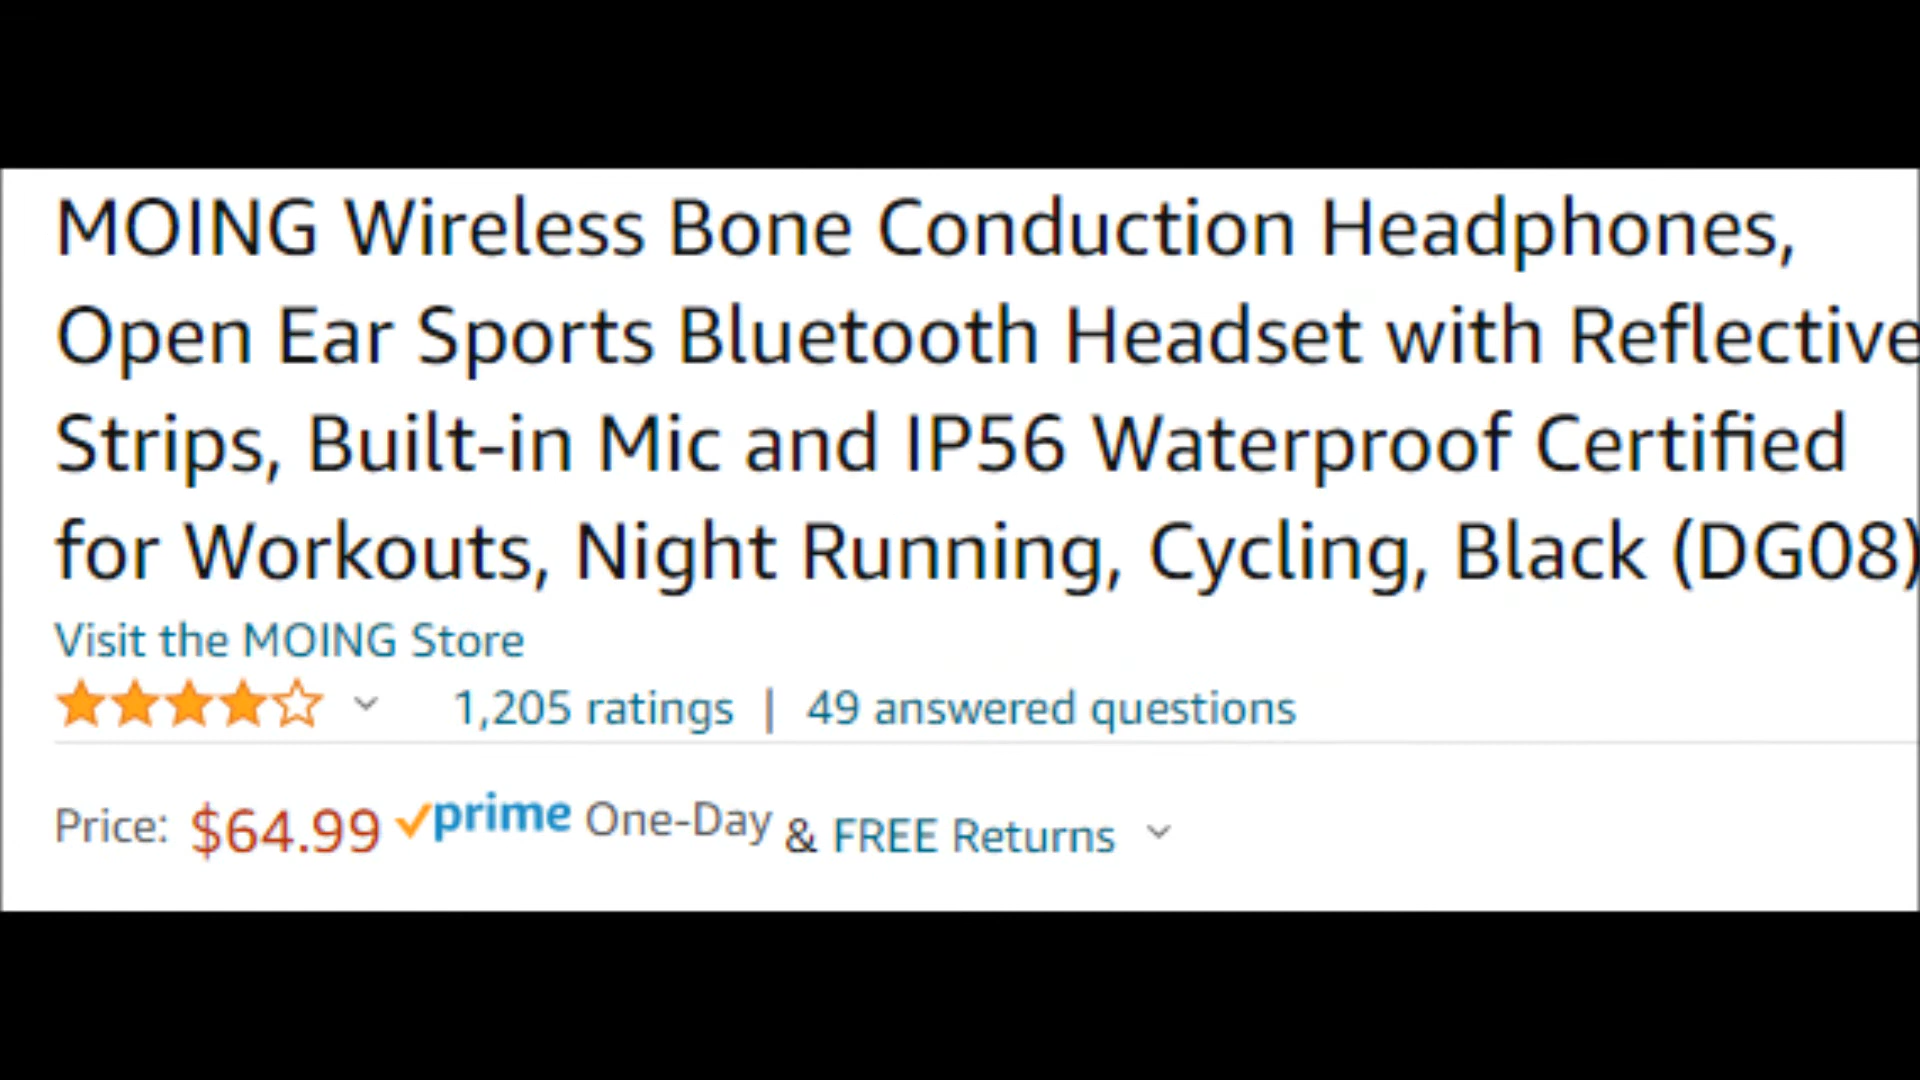 MOING Wireless Bone Conduction Headphones,
Open Ear Sports Bluetooth Headset with Reflective
Strips, Built-in Mic and IP56 Waterproof Certified
for Workouts, Night Running, Cycling, Black (DG08)
Visit the MOING Store
1,205 ratings | 49 answered questions
Price: $64.99 prime One-Day & FREE Returns